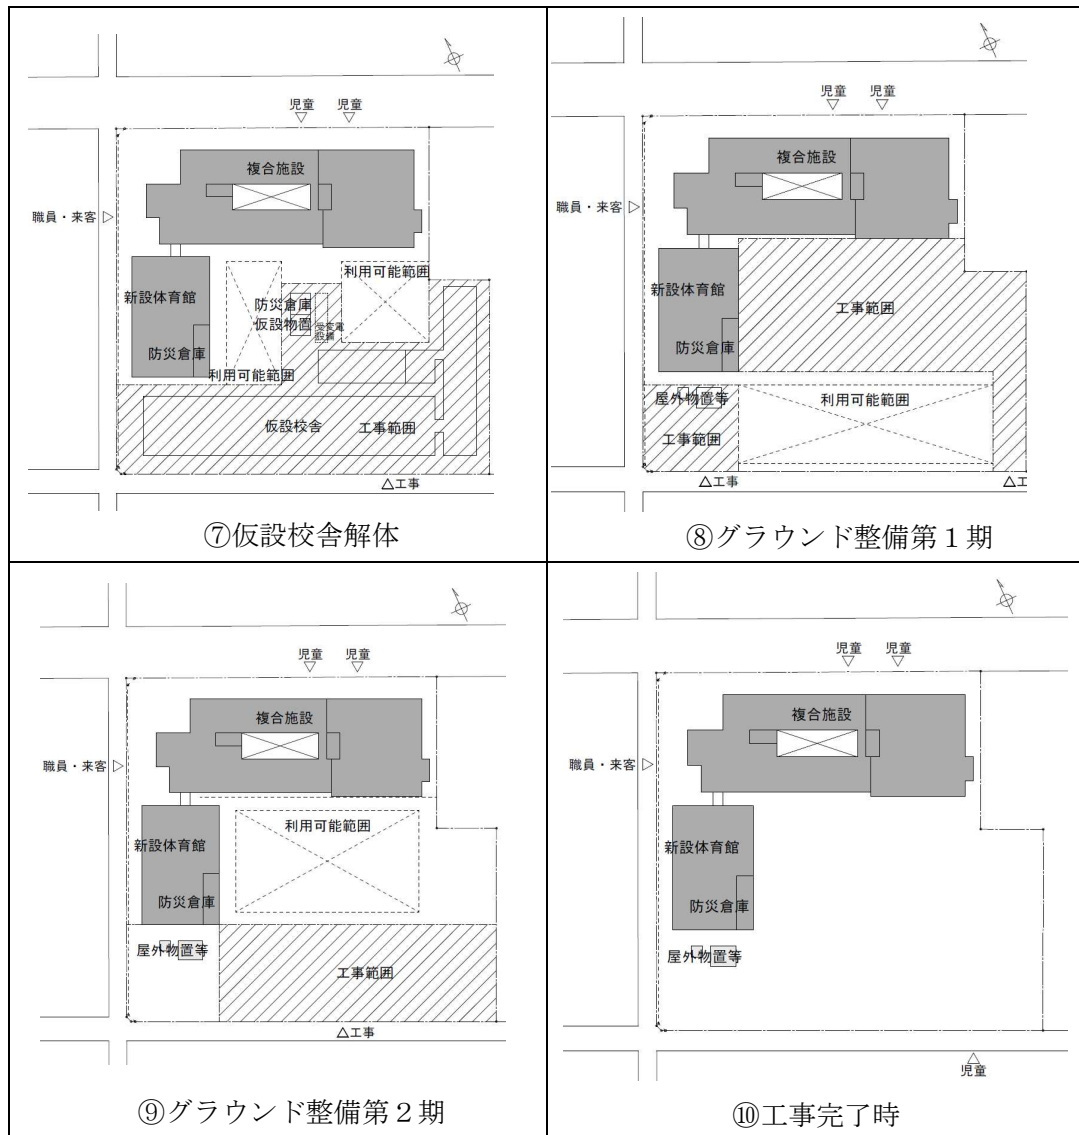 児童 児童
複合施設
職員・来客
利用可能範囲
新設体育館
防災倉庫
仮設物置
受変電
設備
防災倉庫
利用可能範囲
仮設校舎
工事範囲
△工事
⑦仮設校舎解体
児童 児童
複合施設
職員・来客
新設体育館
工事範囲
防災倉庫
屋外物置等
利用可能範囲
工事範囲
△工事
△工
⑧グラウンド整備第1期
児童 児童
複合施設
職員・来客
利用可能範囲
新設体育館
防災倉庫
屋外物置等
工事範囲
△工事
⑨グラウンド整備第2期
児童 児童
複合施設
職員・来客
新設体育館
防災倉庫
屋外物置等
児童
⑩工事完了時